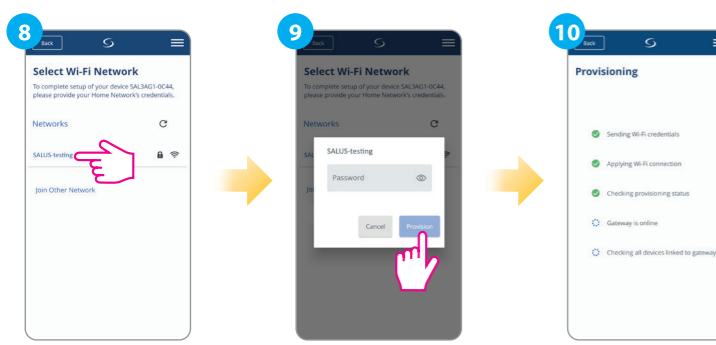 8
Back
Select Wi-Fi Network
To complete setup of your device SAL3AG1-0C44,
please provide your Home Network's credentials.
Networks
SALUS-testing
Join Other Network
9
Back
Select Wi-Fi Network
To complete setup of your device SAL3AG1-0C44,
please provide your Home Network's credentials.
Networks
SALUS-testing
Password
Cancel
Provision
10
Back
Provisioning
Sending Wi-Fi credentials
Applying Wi-Fi connection
Checking provisioning status
Gateway is online
Checking all devices linked to gateway